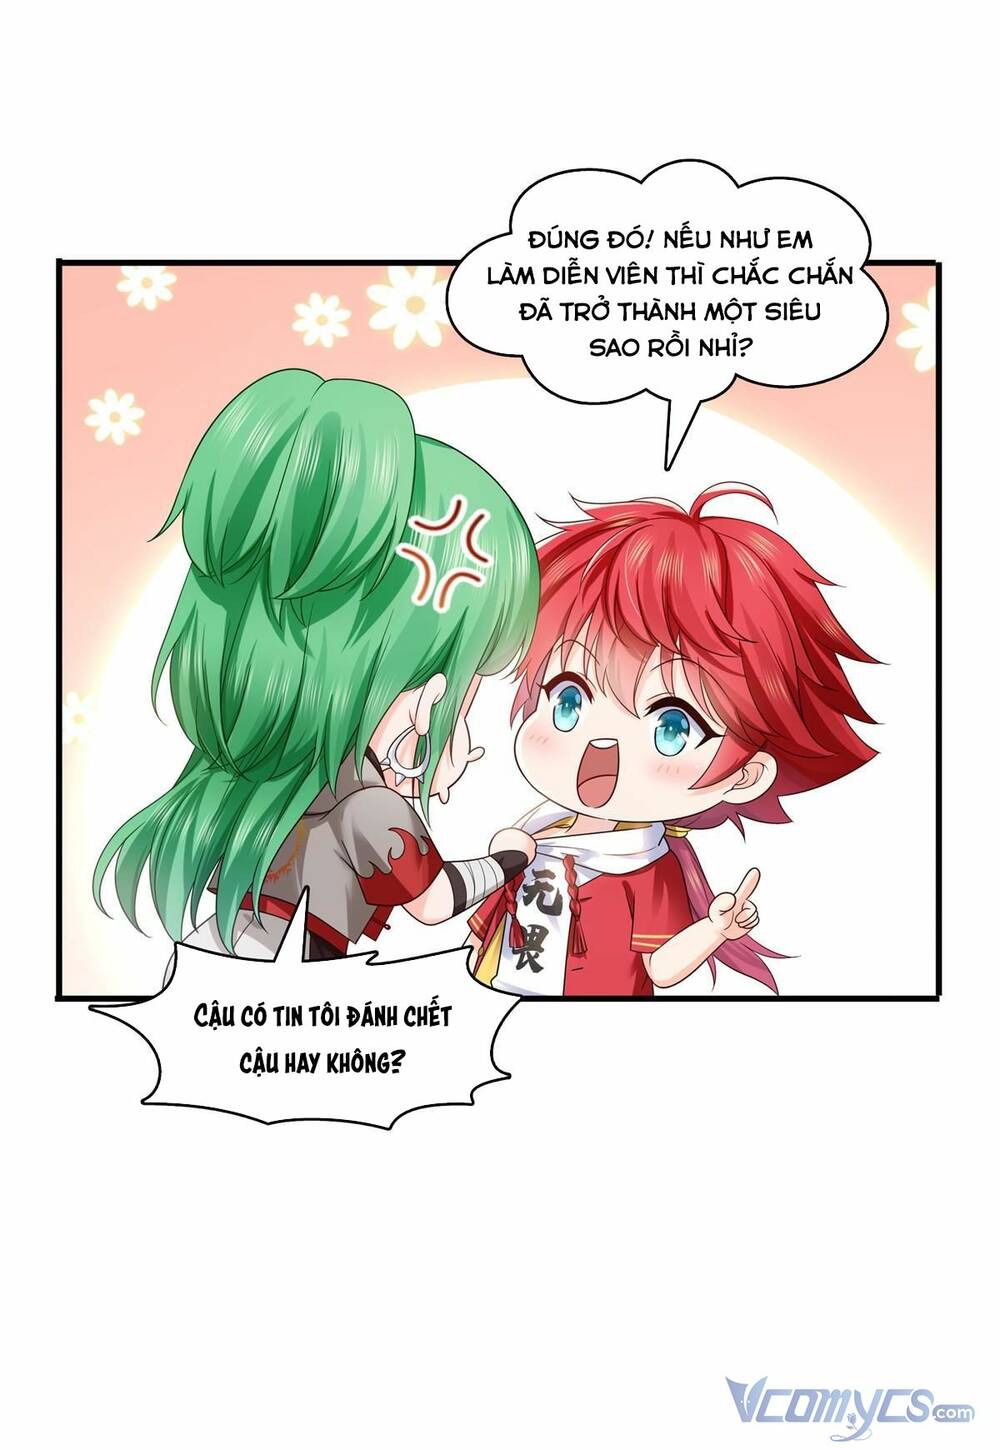 ĐÚNG ĐÓ! NẾU NHƯ EM
LÀM DIỄN VIÊN THÌ CHẮC CHẮN
ĐÃ TRỞ THÀNH MỘT SIÊU
SAO RỒI NHỈ?
无
畏
CẬU CÓ TIN TÔI ĐÁNH CHẾT
CẬU HAY KHÔNG?
VCOMYCS.com